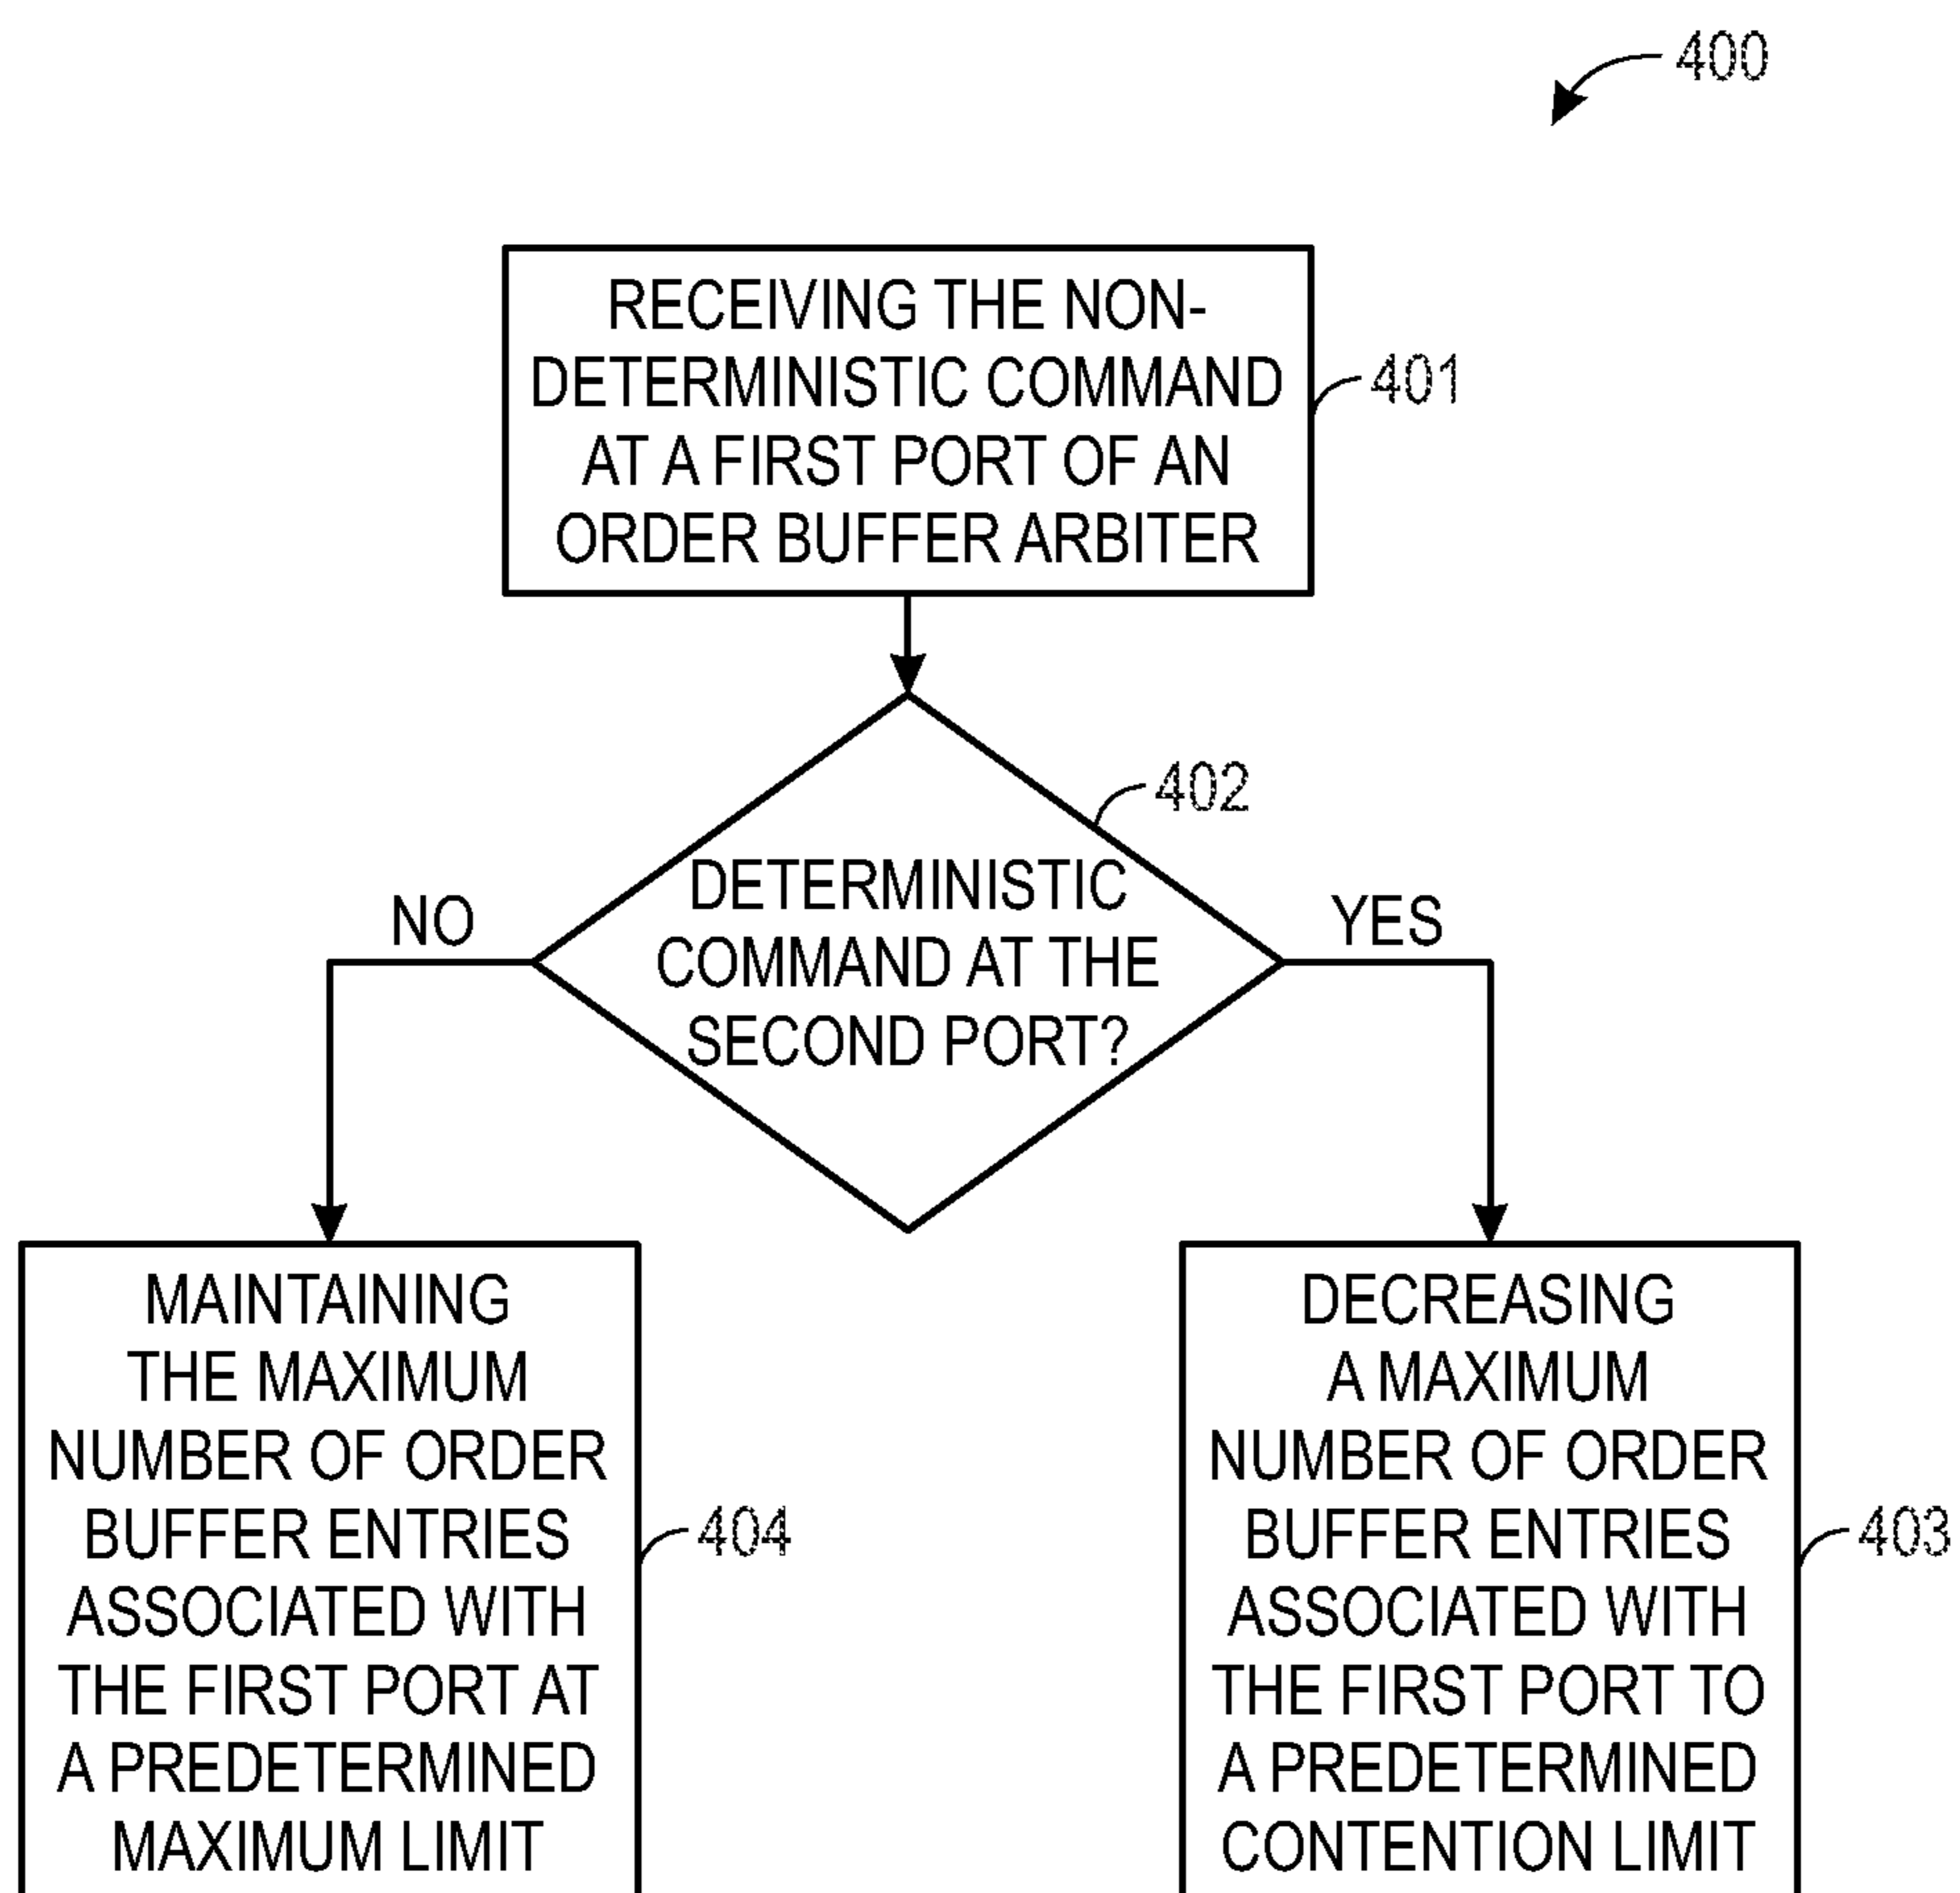 400
RECEIVING THE NON-
DETERMINISTIC COMMAND
AT A FIRST PORT OF AN
ORDER BUFFER ARBITER
401
402
DETERMINISTIC
COMMAND AT THE
SECOND PORT?
NO
YES
MAINTAINING
THE MAXIMUM
NUMBER OF ORDER
BUFFER ENTRIES
ASSOCIATED WITH
THE FIRST PORT AT
A PREDETERMINED
MAXIMUM LIMIT
404
DECREASING
A MAXIMUM
NUMBER OF ORDER
BUFFER ENTRIES
ASSOCIATED WITH
THE FIRST PORT TO
A PREDETERMINED
CONTENTION LIMIT
403